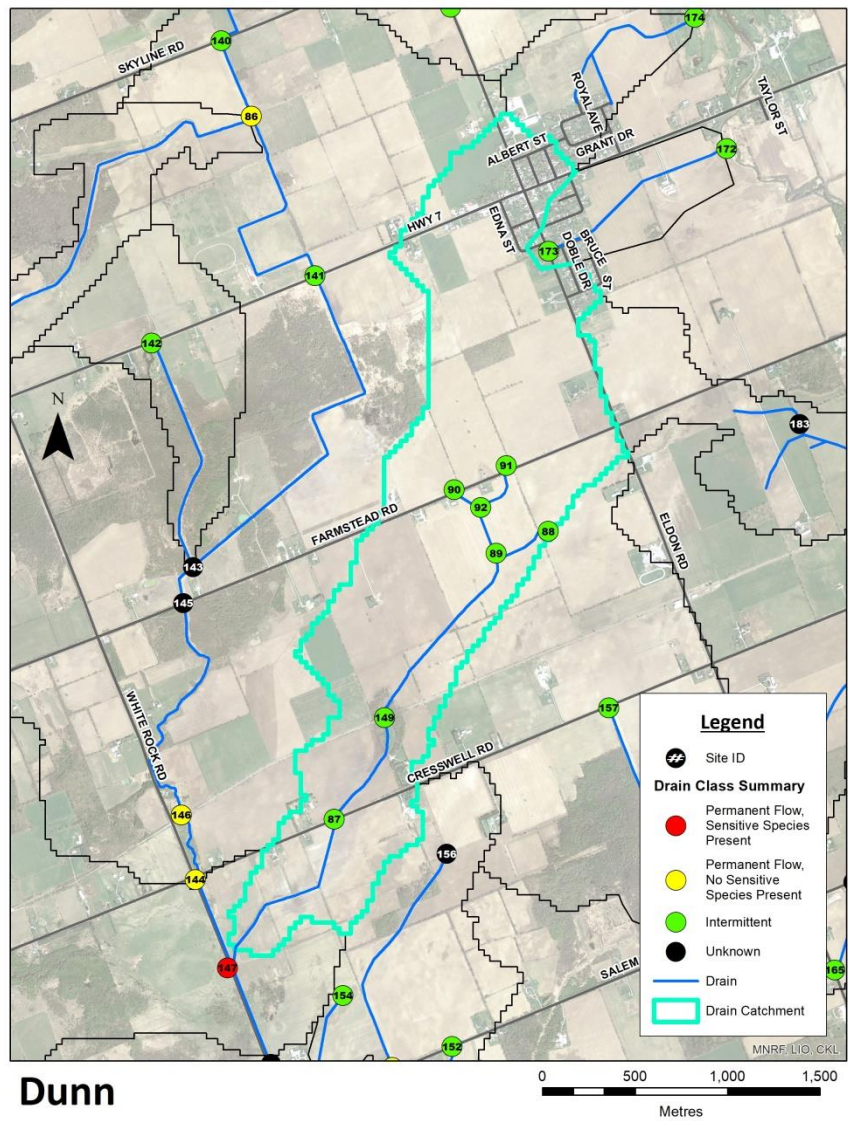 174
140
SKYLINE RD
86
ROYAL AVE
TAYLOR ST
ALBERT ST
GRANT DR
172
HWY 7
EDNA ST
173
BRUCE ST
DOBLE DR
141
142
N
183
91
90
92
FARMSTEAD RD
88
89
ELDON RD
143
145
WHITE ROCK RD
149
157
CRESSWELL RD
146
87
156
144
147
154
SALEM
165
152
Legend
# Site ID
Drain Class Summary
Permanent Flow,
Sensitive Species
Present
Permanent Flow,
No Sensitive
Species Present
Intermittent
Unknown
Drain
Drain Catchment
MNRF, LIO, CKL
Dunn
0 500 1,000 1,500
Metres